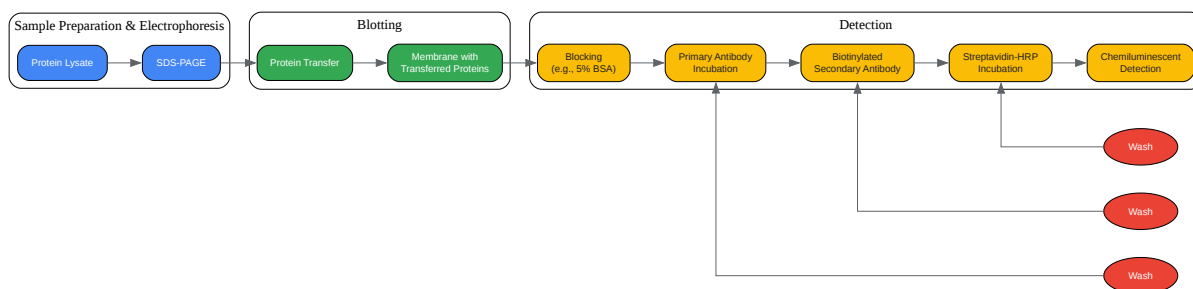 Sample Preparation & Electrophoresis
Protein Lysate
SDS-PAGE
Blotting
Protein Transfer
Membrane with
Transferred Proteins
Detection
Blocking
(e.g., 5% BSA)
Primary Antibody
Incubation
Biotinylated
Secondary Antibody
Streptavidin-HRP
Incubation
Chemiluminescent
Detection
Wash
Wash
Wash